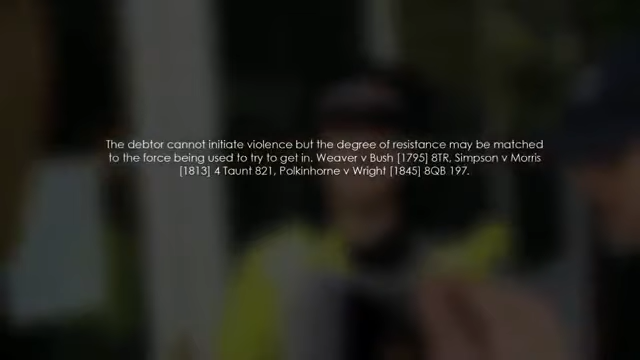 The debtor cannot initiate violence but the degree of resistance may be matched
to the force being used to try to get in. Weaver v Bush [1795] 8TR, Simpson v Morris
[1813] 4 Taunt 821, Polkinhorne v Wright [1845] 8QB 197.